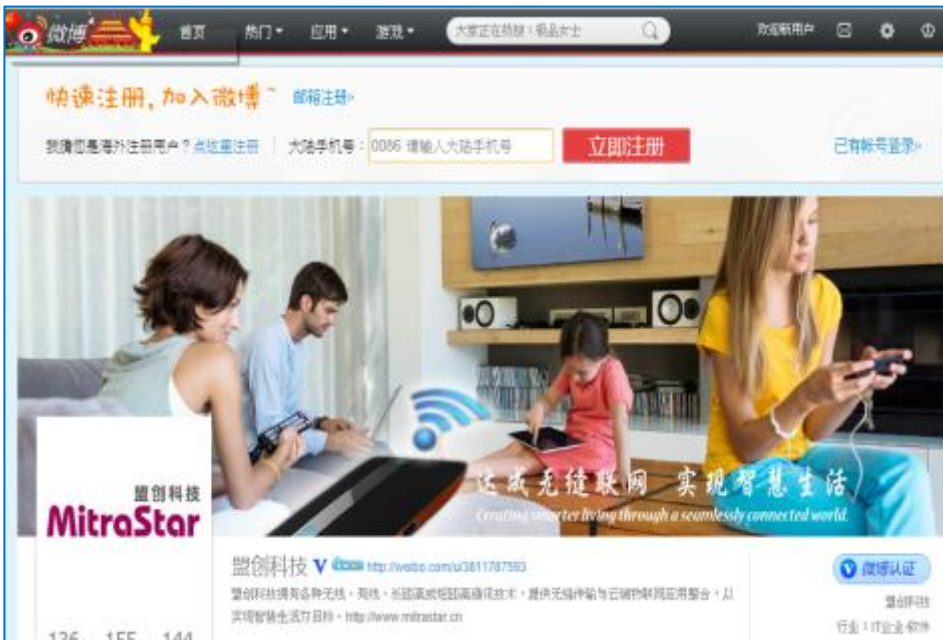 微博 首页 热门 应用 游戏 大家正在热搜：极品女士 欢迎新用户
快速注册，加入微博~ 邮箱注册»
我猜您是海外注册用户？点这里注册 大陆手机号： 0086 请输入大陆手机号 立即注册 已有帐号登录»
达成无缝联网 实现智慧生活
Creating smarter living through a seamlessly connected world
盟创科技
MitraStar
盟创科技 V http://weibo.com/u/3811787593
盟创科技拥有各种无线、有线、长距离或短距离通讯技术，提供无缝传输与云端物联网应用整合，以
实现智慧生活为目标。http://www.mitrastar.cn
V 微博认证
盟创科技
行业：IT企业·软件
126 155 144